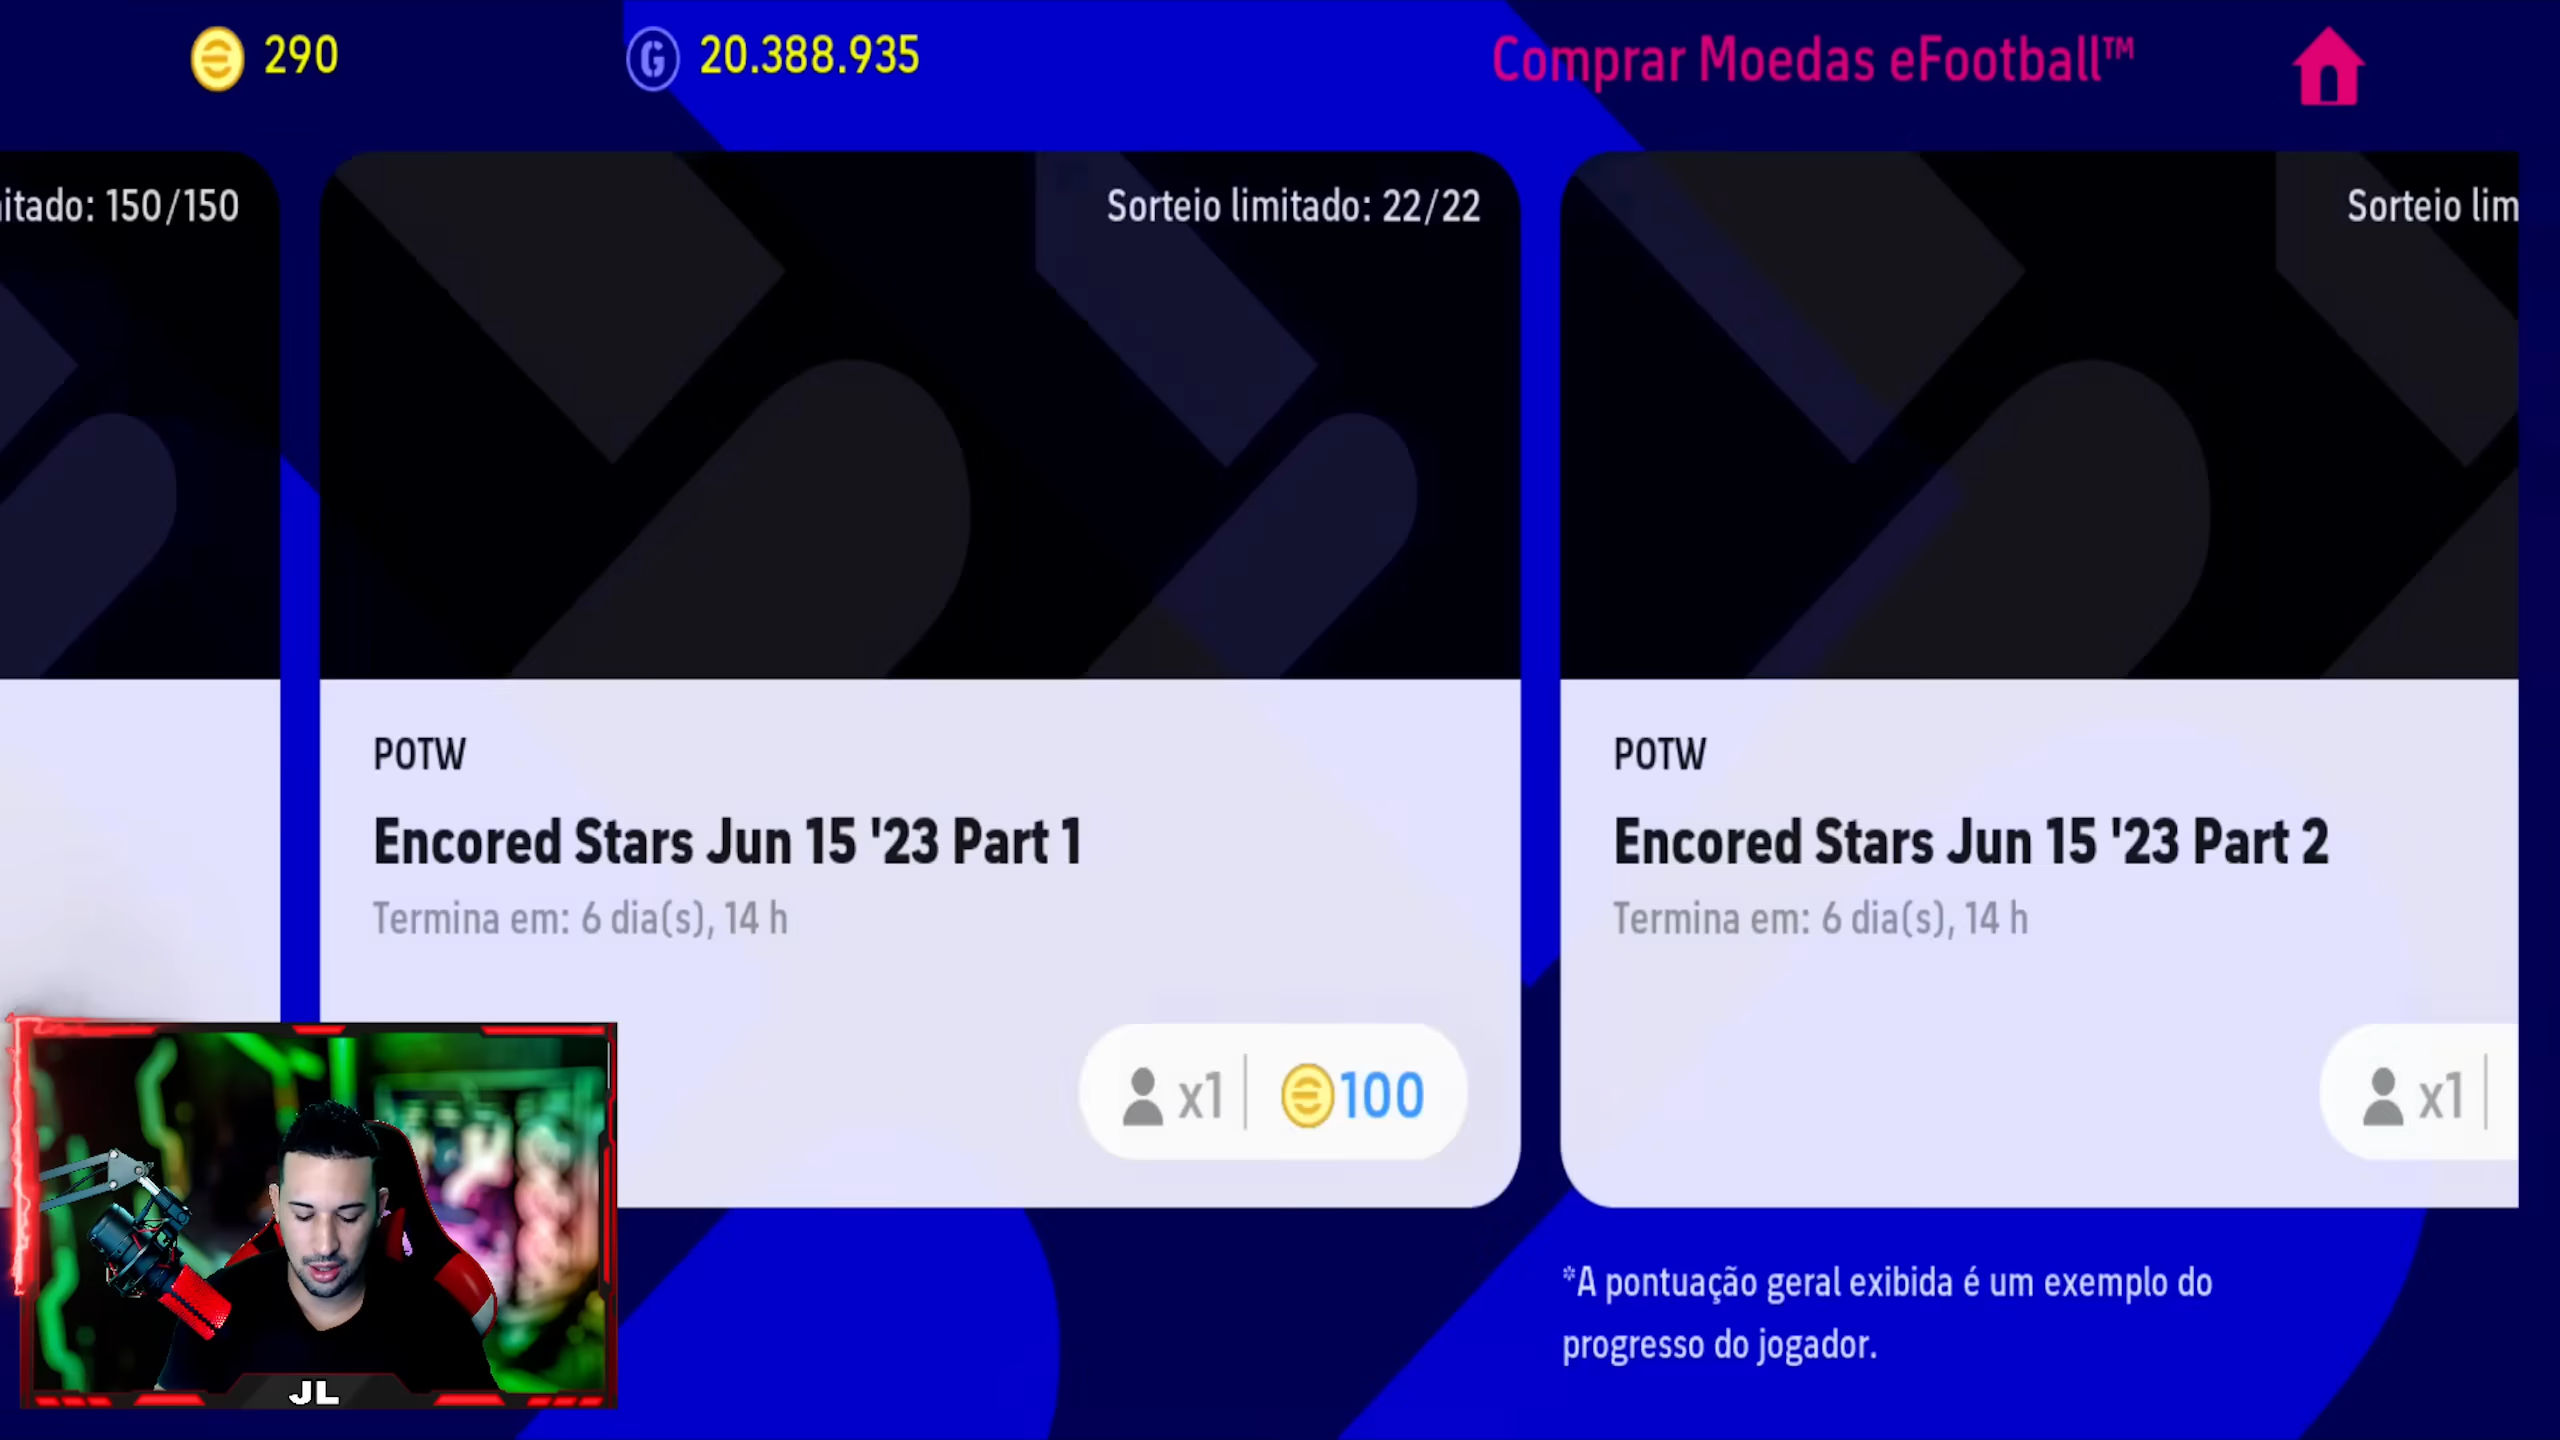 290
20.388.935
Comprar Moedas eFootball™
itado: 150/150
Sorteio limitado: 22/22
Sorteio lim
POTW
Encored Stars Jun 15 '23 Part 1
Termina em: 6 dia(s), 14 h
x1
100
POTW
Encored Stars Jun 15 '23 Part 2
Termina em: 6 dia(s), 14 h
x1
*A pontuação geral exibida é um exemplo do
progresso do jogador.
JL